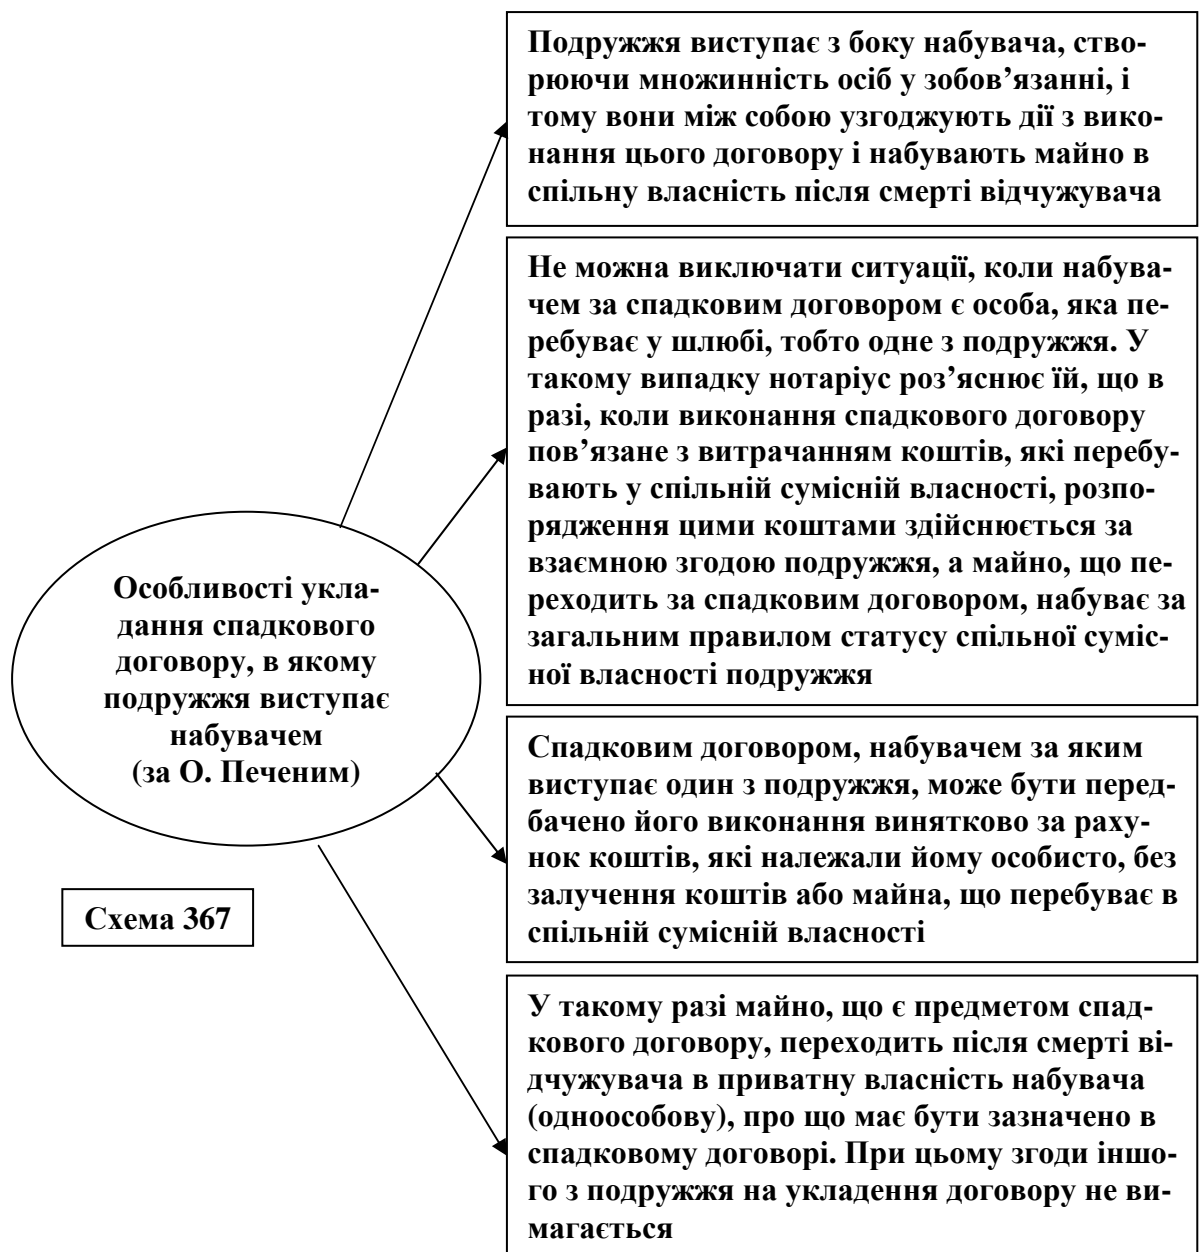 Подружжя виступає з боку набувача, ство-
рюючи множинність осіб у зобов’язанні, і
тому вони між собою узгоджують дії з вико-
нання цього договору і набувають майно в
спільну власність після смерті відчужувача
Не можна виключати ситуації, коли набува-
чем за спадковим договором є особа, яка пе-
ребуває у шлюбі, тобто одне з подружжя. У
такому випадку нотаріус роз’яснює їй, що в
разі, коли виконання спадкового договору
пов’язане з витрачанням коштів, які перебу-
вають у спільній сумісній власності, розпо-
рядження цими коштами здійснюється за
взаємною згодою подружжя, а майно, що пе-
реходить за спадковим договором, набуває за
загальним правилом статусу спільної суміс-
ної власності подружжя
Особливості укла-
дання спадкового
договору, в якому
подружжя виступає
набувачем
(за О. Печеним)
Спадковим договором, набувачем за яким
виступає один з подружжя, може бути перед-
бачено його виконання винятково за раху-
нок коштів, які належали йому особисто, без
залучення коштів або майна, що перебуває в
спільній сумісній власності
Схема 367
У такому разі майно, що є предметом спад-
кового договору, переходить після смерті ві-
дчужувача в приватну власність набувача
(одноособову), про що має бути зазначено в
спадковому договорі. При цьому згоди іншо-
го з подружжя на укладення договору не ви-
магається